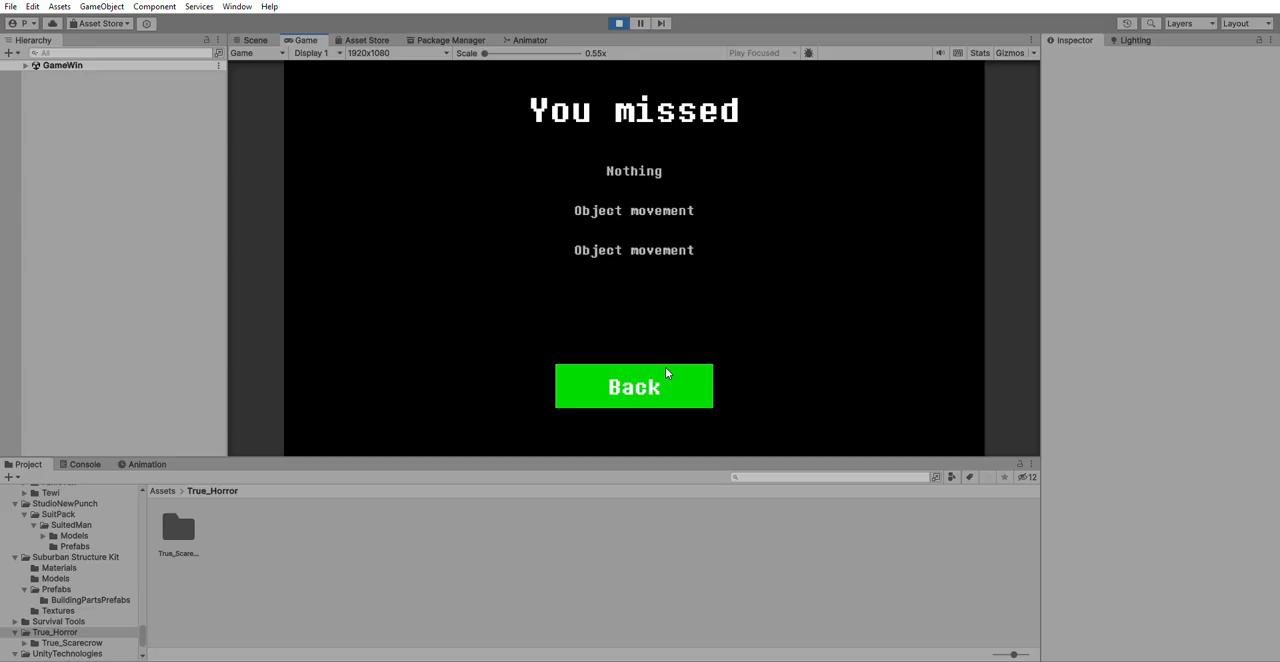 File Edit Assets GameObject Component Services Window Help
P Asset Store Layers Layout
Hierarchy Scene Game Asset Store Package Manager Animator Inspector Lighting
All Game Display 1 1920x1080 Scale 0.55x Play Focused Stats Gizmos
GameWin
You missed
Nothing
Object movement
Object movement
Back
Project Console Animation
12
Tewi
Assets > True_Horror
StudioNewPunch
SuitPack
SuitedMan
Models
Prefabs
True_Scare...
Suburban Structure Kit
Materials
Models
Prefabs
BuildingPartsPrefabs
Textures
Survival Tools
True_Horror
True_Scarecrow
UnityTechnologies